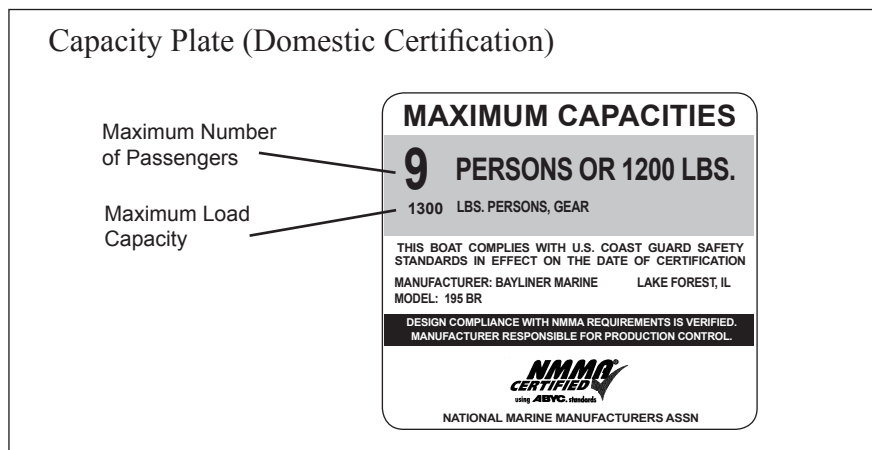 Capacity Plate (Domestic Certification)
Maximum Number
of Passengers
Maximum Load
Capacity
MAXIMUM CAPACITIES
9 PERSONS OR 1200 LBS.
1300 LBS. PERSONS, GEAR
THIS BOAT COMPLIES WITH U.S. COAST GUARD SAFETY
STANDARDS IN EFFECT ON THE DATE OF CERTIFICATION
MANUFACTURER: BAYLINER MARINE LAKE FOREST, IL
MODEL: 195 BR
DESIGN COMPLIANCE WITH NMMA REQUIREMENTS IS VERIFIED.
MANUFACTURER RESPONSIBLE FOR PRODUCTION CONTROL.
NMMA®
CERTIFIED
using ABYC. standards
NATIONAL MARINE MANUFACTURERS ASSN